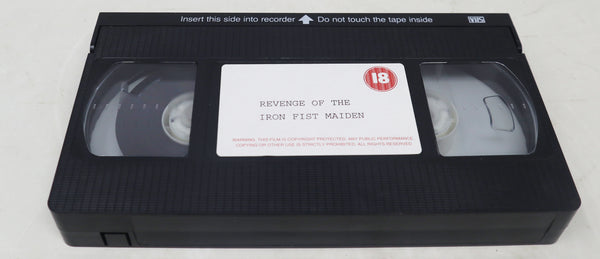 Insert this side into recorder Do not touch the tape inside
VHS
18
REVENGE OF THE
IRON FIST MAIDEN
WARNING. THIS FILM IS COPYRIGHT PROTECTED. ANY PUBLIC PERFORMANCE
COPYING OR OTHER USE IS STRICTLY PROHIBITED. ALL RIGHTS RESERVED